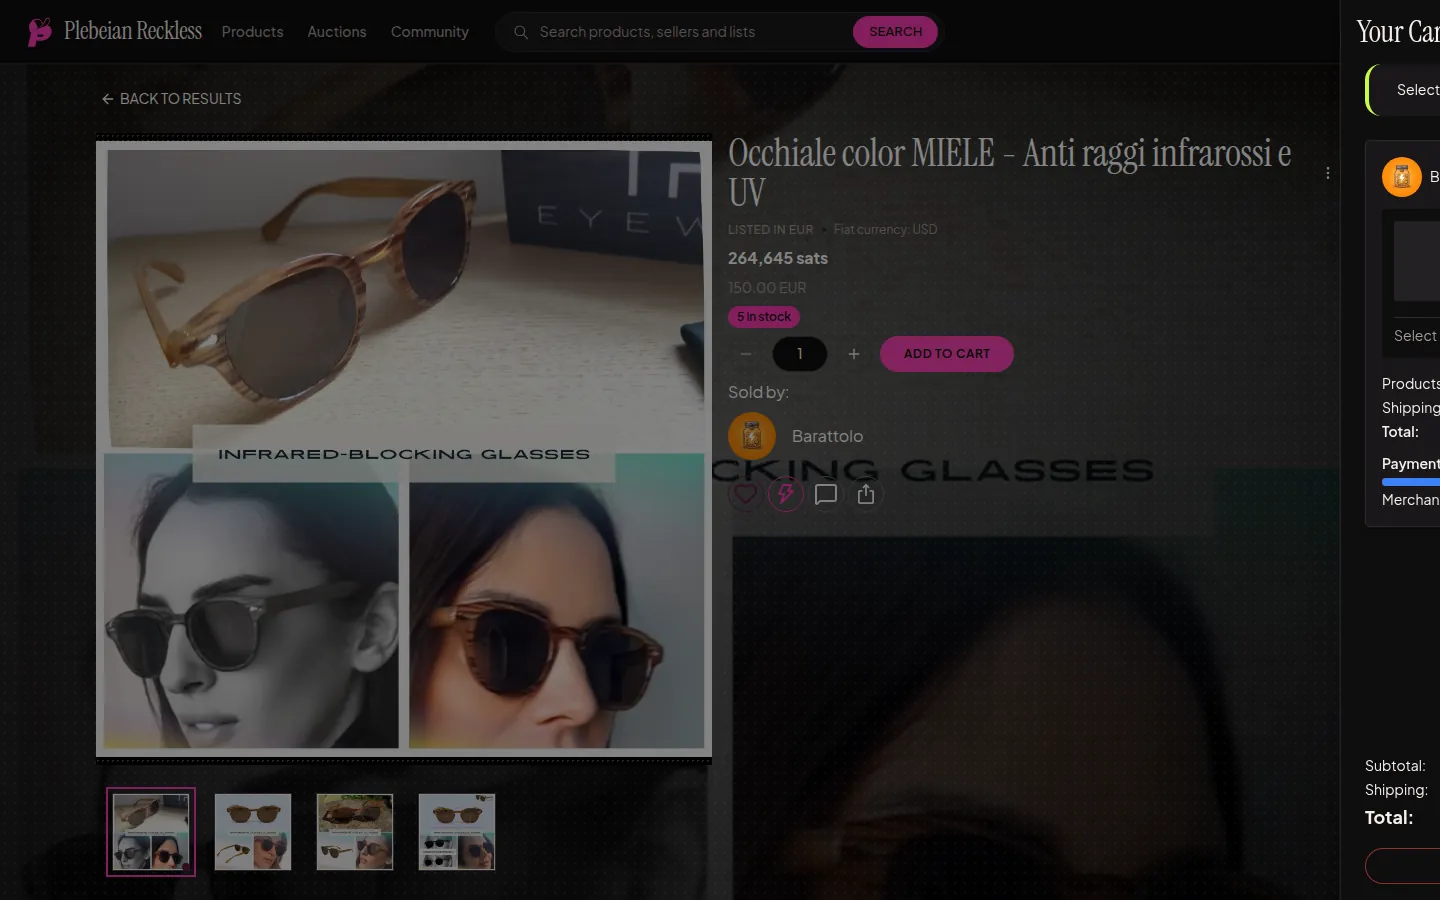 Plebeian Reckless
Products
Auctions
Community
Search products, sellers and lists
SEARCH
BACK TO RESULTS
EYEW
INFRARED-BLOCKING GLASSES
Occhiale color MIELE – Anti raggi infrarossi e
UV
LISTED IN EUR • Fiat currency: USD
264,645 sats
150.00 EUR
5 in stock
1
ADD TO CART
Sold by:
Barattolo
CKING GLASSES
Your Car
Select
B
Select
Products
Shipping
Total:
Payment
Merchan
Subtotal:
Shipping:
Total: